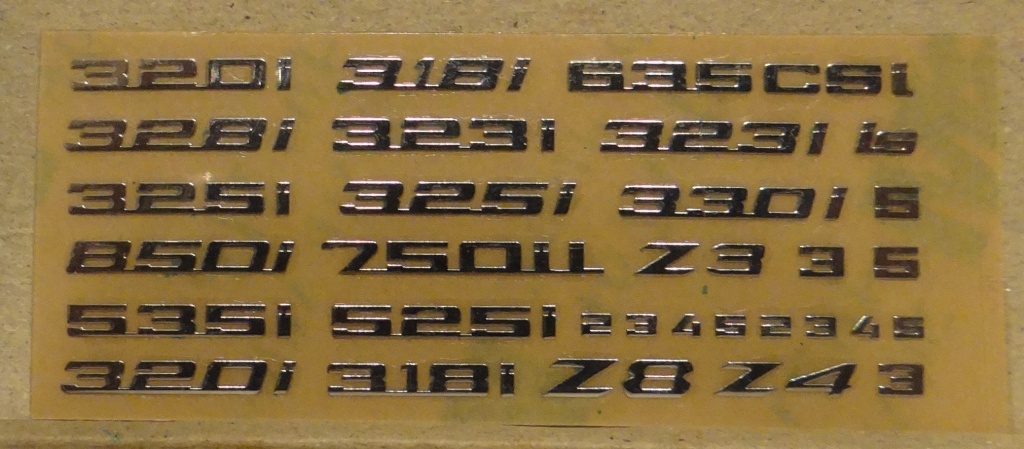 320i 318i 635CSi
328i 323i 323i is
325i 325i 330i 5
850i 750iL Z3 3 5
535i 525i 2 3 4 5 2 3 4 5
320i 318i Z8 Z4 3